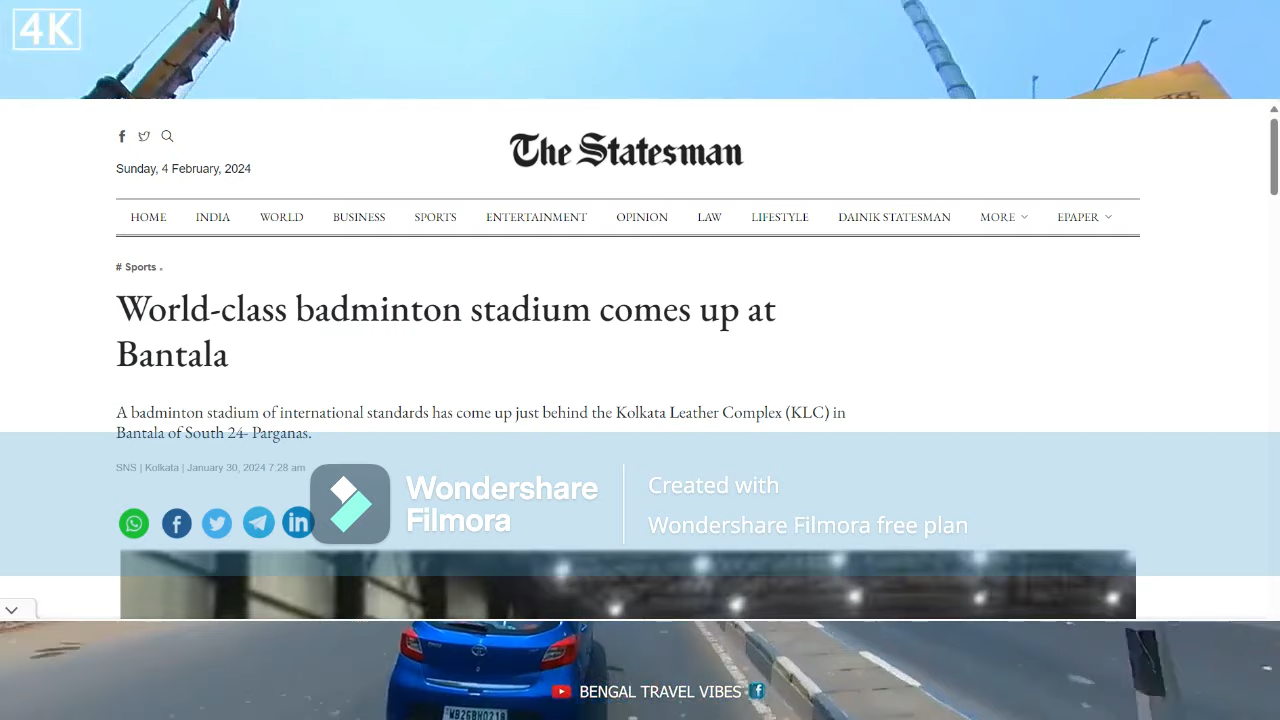 4K
Sunday, 4 February, 2024
The Statesman
HOME INDIA WORLD BUSINESS SPORTS ENTERTAINMENT OPINION LAW LIFESTYLE DAINIK STATESMAN MORE EPAPER
# Sports .
World-class badminton stadium comes up at
Bantala
A badminton stadium of international standards has come up just behind the Kolkata Leather Complex (KLC) in
Bantala of South 24- Parganas.
SNS | Kolkata | January 30, 2024 7:28 am
Wondershare
Filmora
Created with
Wondershare Filmora free plan
BENGAL TRAVEL VIBES
WB26BH0218